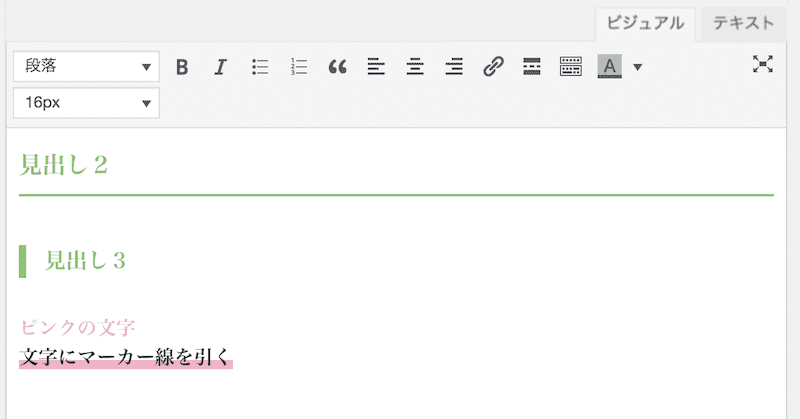 ビジュアル テキスト
段落 B I A
16px
見出し2
見出し3
ピンクの文字
文字にマーカー線を引く